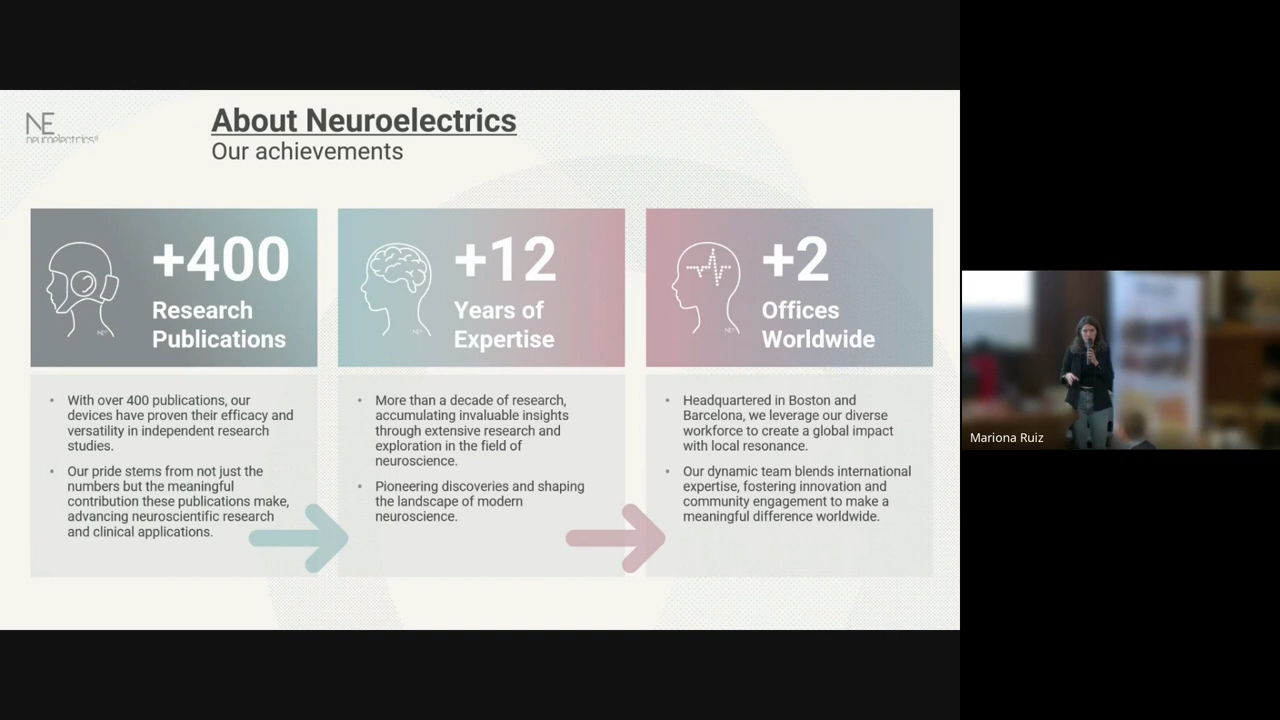 NE
neuroelectrics®
About Neuroelectrics
Our achievements
+400
Research
Publications
+12
Years of
Expertise
+2
Offices
Worldwide
• With over 400 publications, our
devices have proven their efficacy and
versatility in independent research
studies.
• Our pride stems from not just the
numbers but the meaningful
contribution these publications make,
advancing neuroscientific research
and clinical applications.
• More than a decade of research,
accumulating invaluable insights
through extensive research and
exploration in the field of
neuroscience.
• Pioneering discoveries and shaping
the landscape of modern
neuroscience.
• Headquartered in Boston and
Barcelona, we leverage our diverse
workforce to create a global impact
with local resonance.
• Our dynamic team blends international
expertise, fostering innovation and
community engagement to make a
meaningful difference worldwide.
Mariona Ruiz